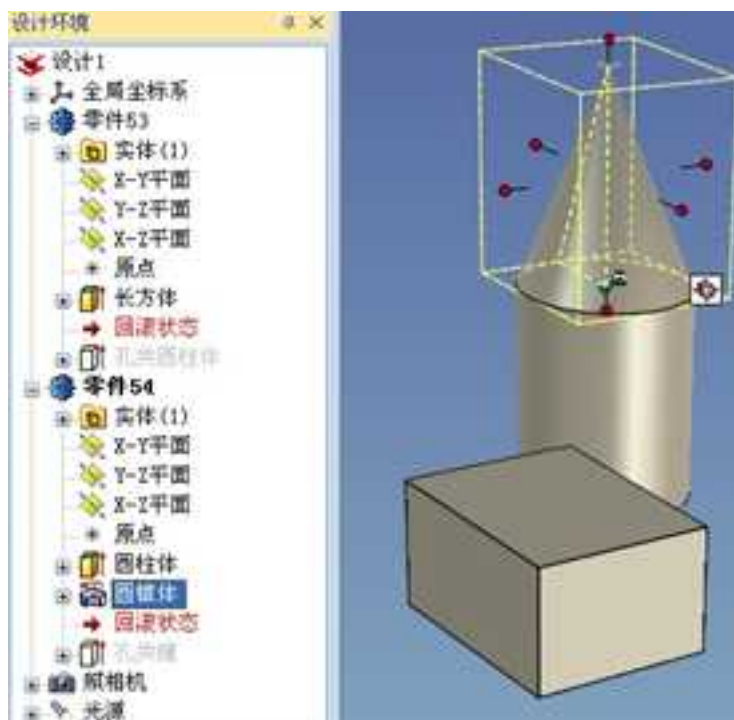 设计环境
设计1
全局坐标系
零件53
实体(1)
X-Y平面
Y-Z平面
X-Z平面
原点
长方体
回滚状态
孔类圆柱体
零件54
实体(1)
X-Y平面
Y-Z平面
X-Z平面
原点
圆柱体
圆锥体
回滚状态
孔类
照相机
光源